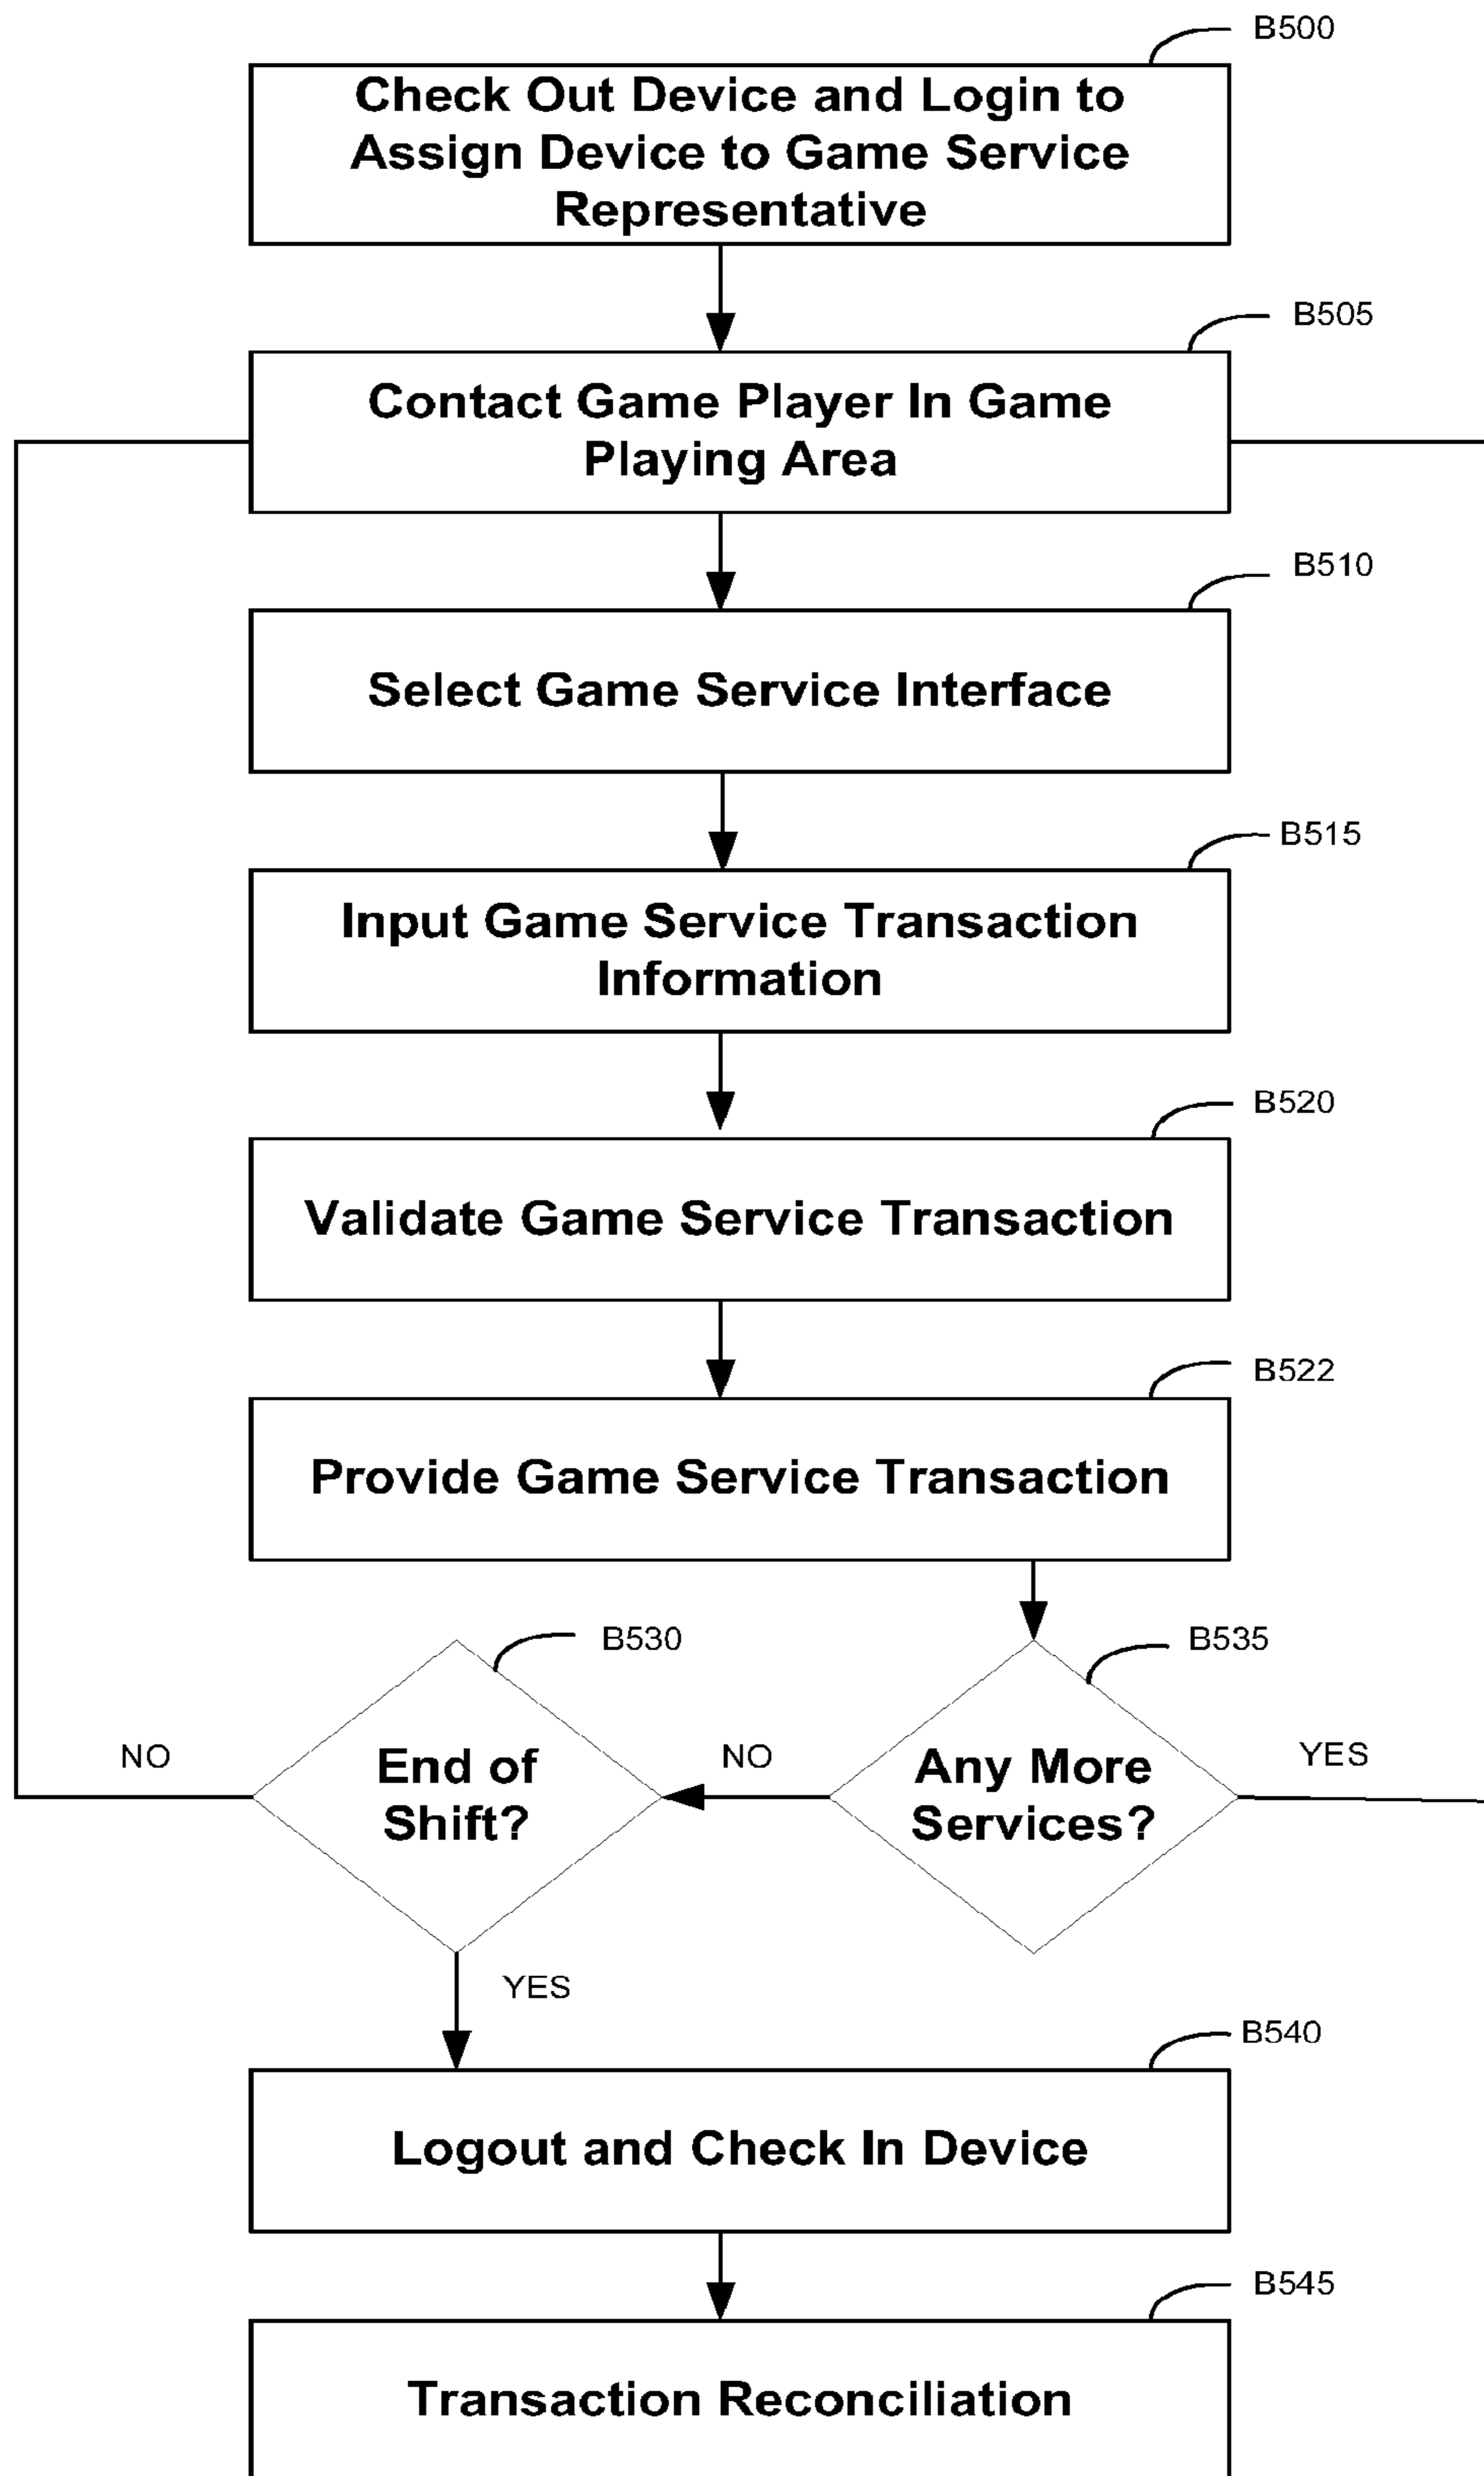 B500
Check Out Device and Login to
Assign Device to Game Service
Representative
B505
Contact Game Player In Game
Playing Area
B510
Select Game Service Interface
B515
Input Game Service Transaction
Information
B520
Validate Game Service Transaction
B522
Provide Game Service Transaction
B530
B535
NO
End of
Shift?
NO
Any More
Services?
YES
YES
B540
Logout and Check In Device
B545
Transaction Reconciliation